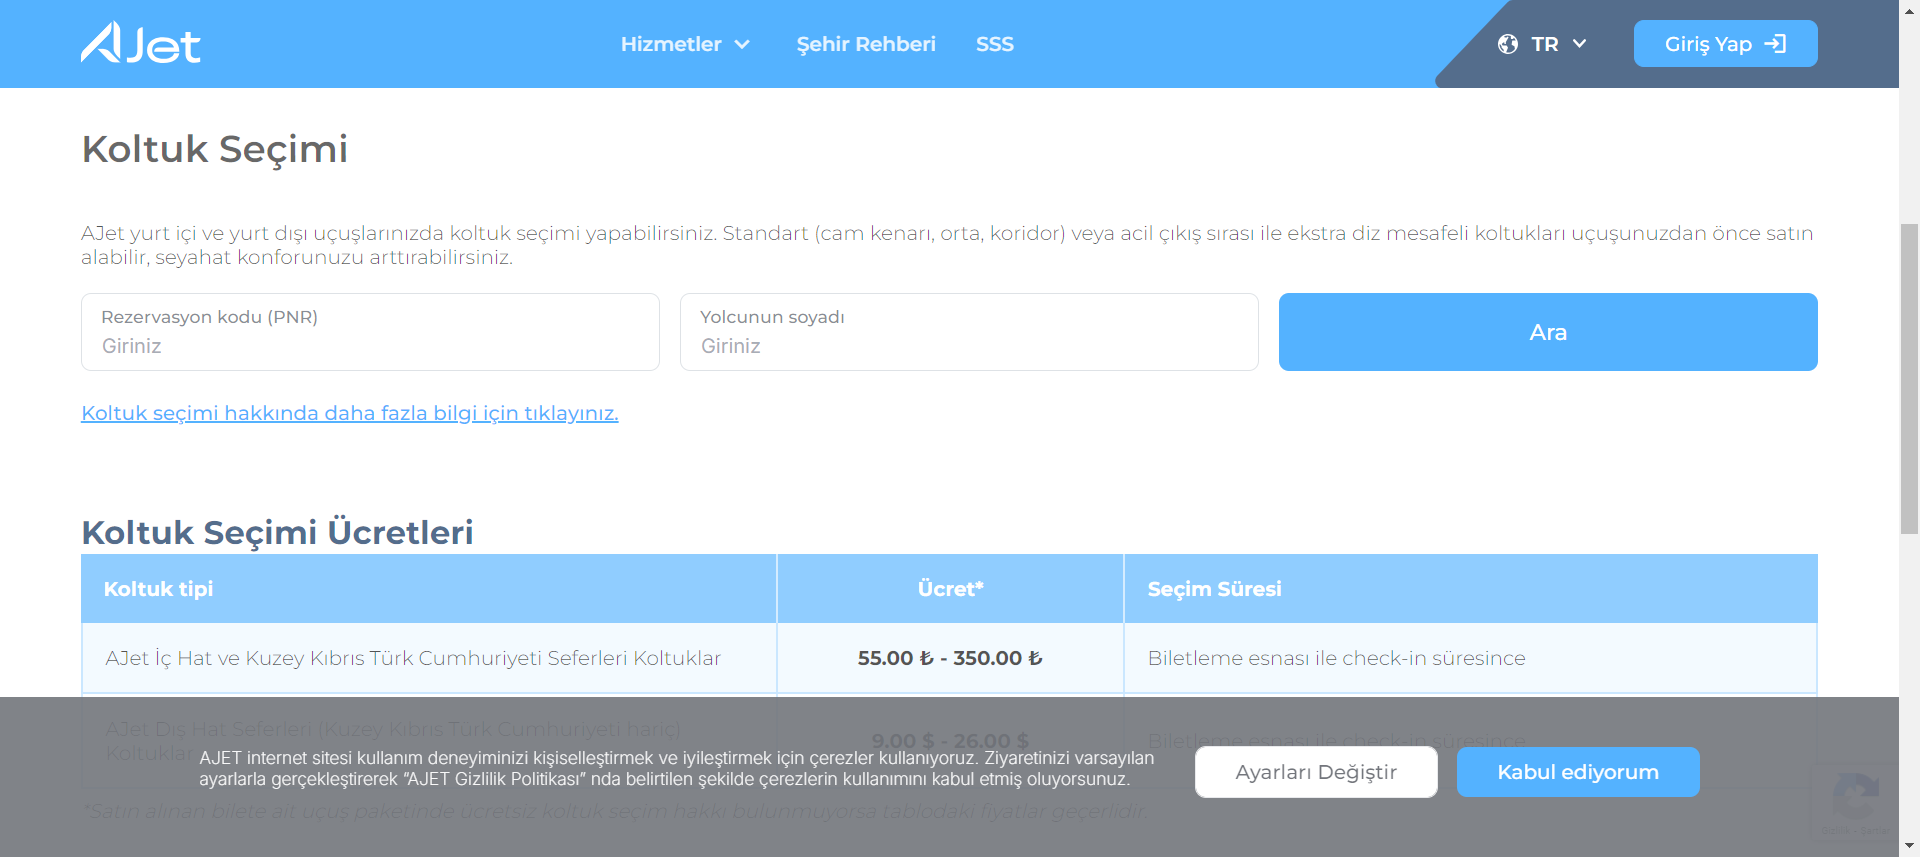 AJet
Hizmetler
Şehir Rehberi
SSS
TR
Giriş Yap
Koltuk Seçimi
AJet yurt içi ve yurt dışı uçuşlarınızda koltuk seçimi yapabilirsiniz. Standart (cam kenarı, orta, koridor) veya acil çıkış sırası ile ekstra diz mesafeli koltukları uçuşunuzdan önce satın
alabilir, seyahat konforunuzu arttırabilirsiniz.
Rezervasyon kodu (PNR)
Giriniz
Yolcunun soyadı
Giriniz
Ara
Koltuk seçimi hakkında daha fazla bilgi için tıklayınız.
Koltuk Seçimi Ücretleri
Koltuk tipi
Ücret*
Seçim Süresi
AJet İç Hat ve Kuzey Kıbrıs Türk Cumhuriyeti Seferleri Koltuklar
55.00 ₺ - 350.00 ₺
Biletleme esnası ile check-in süresince
AJet Dış Hat Seferleri (Kuzey Kıbrıs Türk Cumhuriyeti hariç)
Koltuklar
9.00 $ - 26.00 $
Biletleme esnası ile check-in süresince
AJET internet sitesi kullanım deneyiminizi kişiselleştirmek ve iyileştirmek için çerezler kullanıyoruz. Ziyaretinizi varsayılan
ayarlarla gerçekleştirerek “AJET Gizlilik Politikası” nda belirtilen şekilde çerezlerin kullanımını kabul etmiş oluyorsunuz.
Ayarları Değiştir
Kabul ediyorum
*Satın alınan bilete ait uçuş paketinde ücretsiz koltuk seçim hakkı bulunmuyorsa tablodaki fiyatlar geçerlidir.